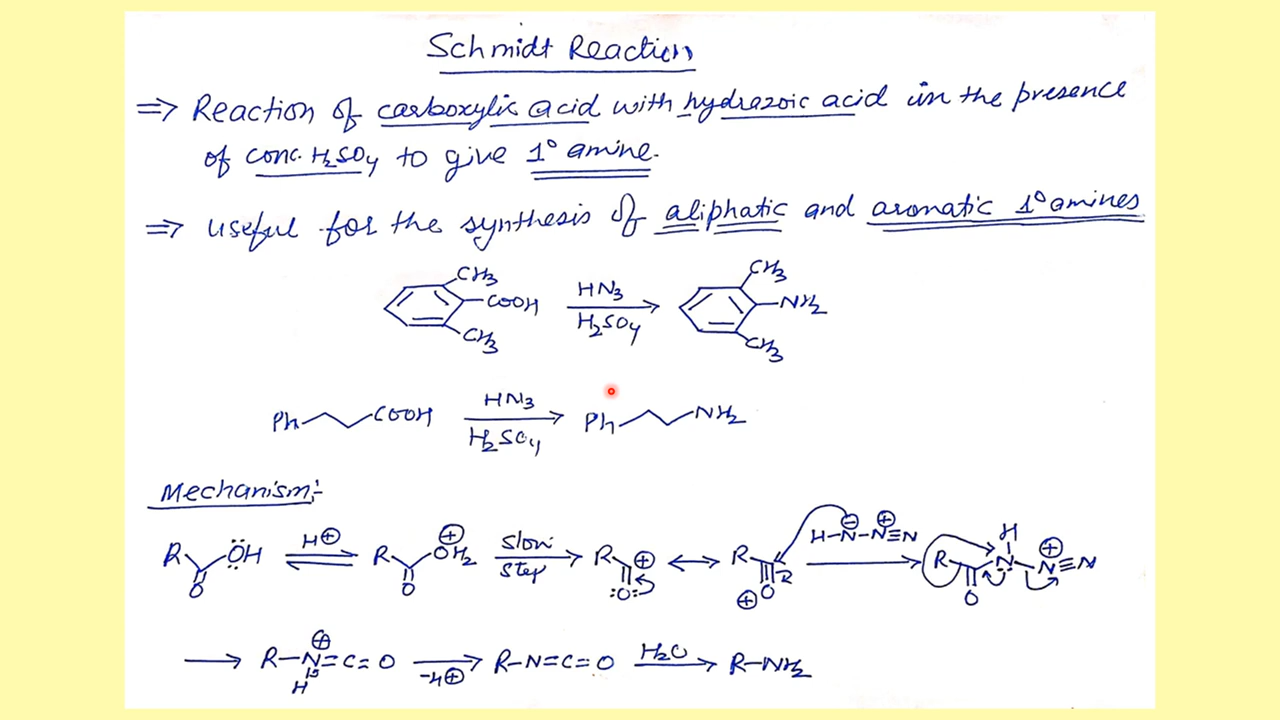 Schmidt Reaction
⇒ Reaction of carboxylic acid with hydrazoic acid in the presence
of conc. H₂SO₄ to give 1° amine.
⇒ Useful for the synthesis of aliphatic and aromatic 1° amines
CH₃ COOH CH₃ HN₃ H₂SO₄ CH₃ NH₂ CH₃
Ph COOH HN₃ H₂SO₄ Ph NH₂
Mechanism:-
R ÖH O H⊕ ⇌ R ⊕OH₂ O Slow Step → R ⊕ :O: ↔ R C O⊕ H-N⊖-N⊕≡N → R C O N H N⊕≡N
→ R-N⊕=C=O H -H⊕ → R-N=C=O H₂O → R-NH₂